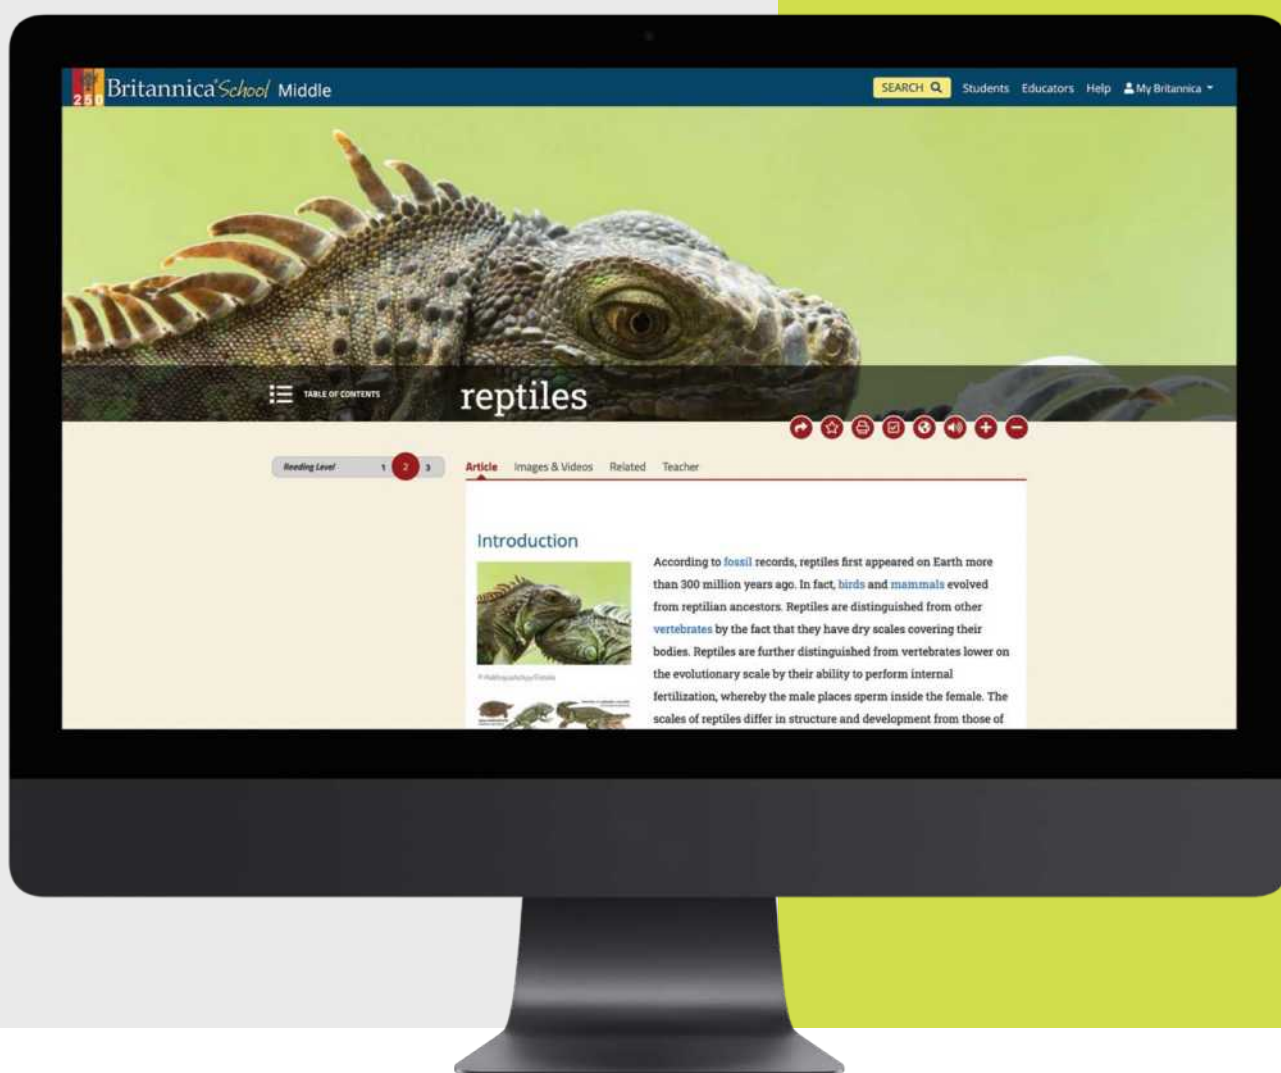 250
Britannica School Middle
SEARCH
Students Educators Help My Britannica
TABLE OF CONTENTS
reptiles
Reading Level 1 2 3
Article Images & Videos Related Teacher
Introduction
According to fossil records, reptiles first appeared on Earth more
than 300 million years ago. In fact, birds and mammals evolved
from reptilian ancestors. Reptiles are distinguished from other
vertebrates by the fact that they have dry scales covering their
bodies. Reptiles are further distinguished from vertebrates lower on
the evolutionary scale by their ability to perform internal
fertilization, whereby the male places sperm inside the female. The
scales of reptiles differ in structure and development from those of